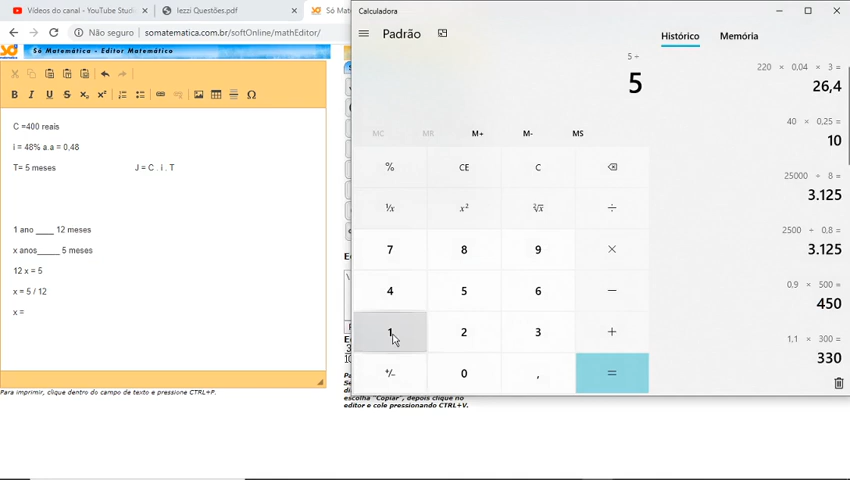 Vídeos do canal - YouTube Studi
Iezzi Questões.pdf
Só Mat
Não seguro
somatematica.com.br/softOnline/mathEditor/
Só Matemática - Editor Matemático
C =400 reais
i = 48% a.a = 0,48
T= 5 meses J = C . i . T
1 ano ____ 12 meses
x anos_____ 5 meses
12 x = 5
x = 5 / 12
x =
Para imprimir, clique dentro do campo de texto e pressione CTRL+P.
escolha "Copiar", depois clique no
editor e cole pressionando CTRL+V.
Calculadora
Padrão
5 ÷
5
MC MR M+ M- MS
% CE C
¹/x x² ²√x ÷
7 8 9 ×
4 5 6 −
1 2 3 +
+/- 0 , =
Histórico Memória
220 × 0,04 × 3 =
26,4
40 × 0,25 =
10
25000 ÷ 8 =
3.125
2500 ÷ 0,8 =
3.125
0,9 × 500 =
450
1,1 × 300 =
330